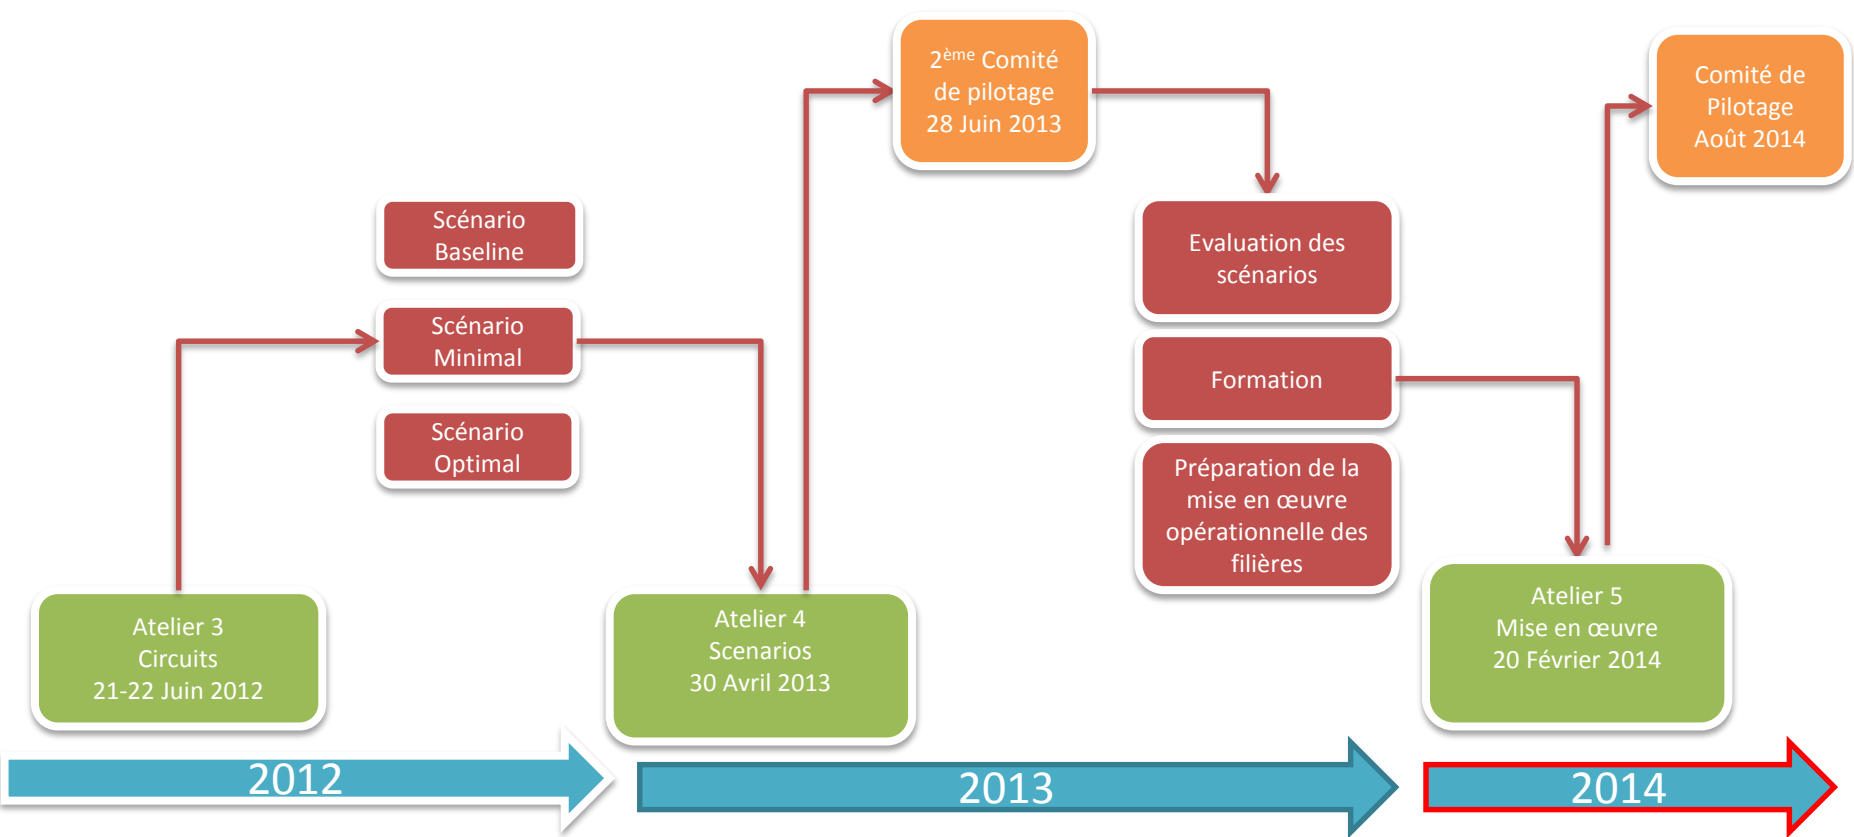 2ème Comité
de pilotage
28 Juin 2013
Comité de
Pilotage
Août 2014
Scénario
Baseline
Scénario
Minimal
Scénario
Optimal
Evaluation des
scénarios
Formation
Préparation de la
mise en œuvre
opérationnelle des
filières
Atelier 3
Circuits
21-22 Juin 2012
Atelier 4
Scenarios
30 Avril 2013
Atelier 5
Mise en œuvre
20 Février 2014
2012
2013
2014